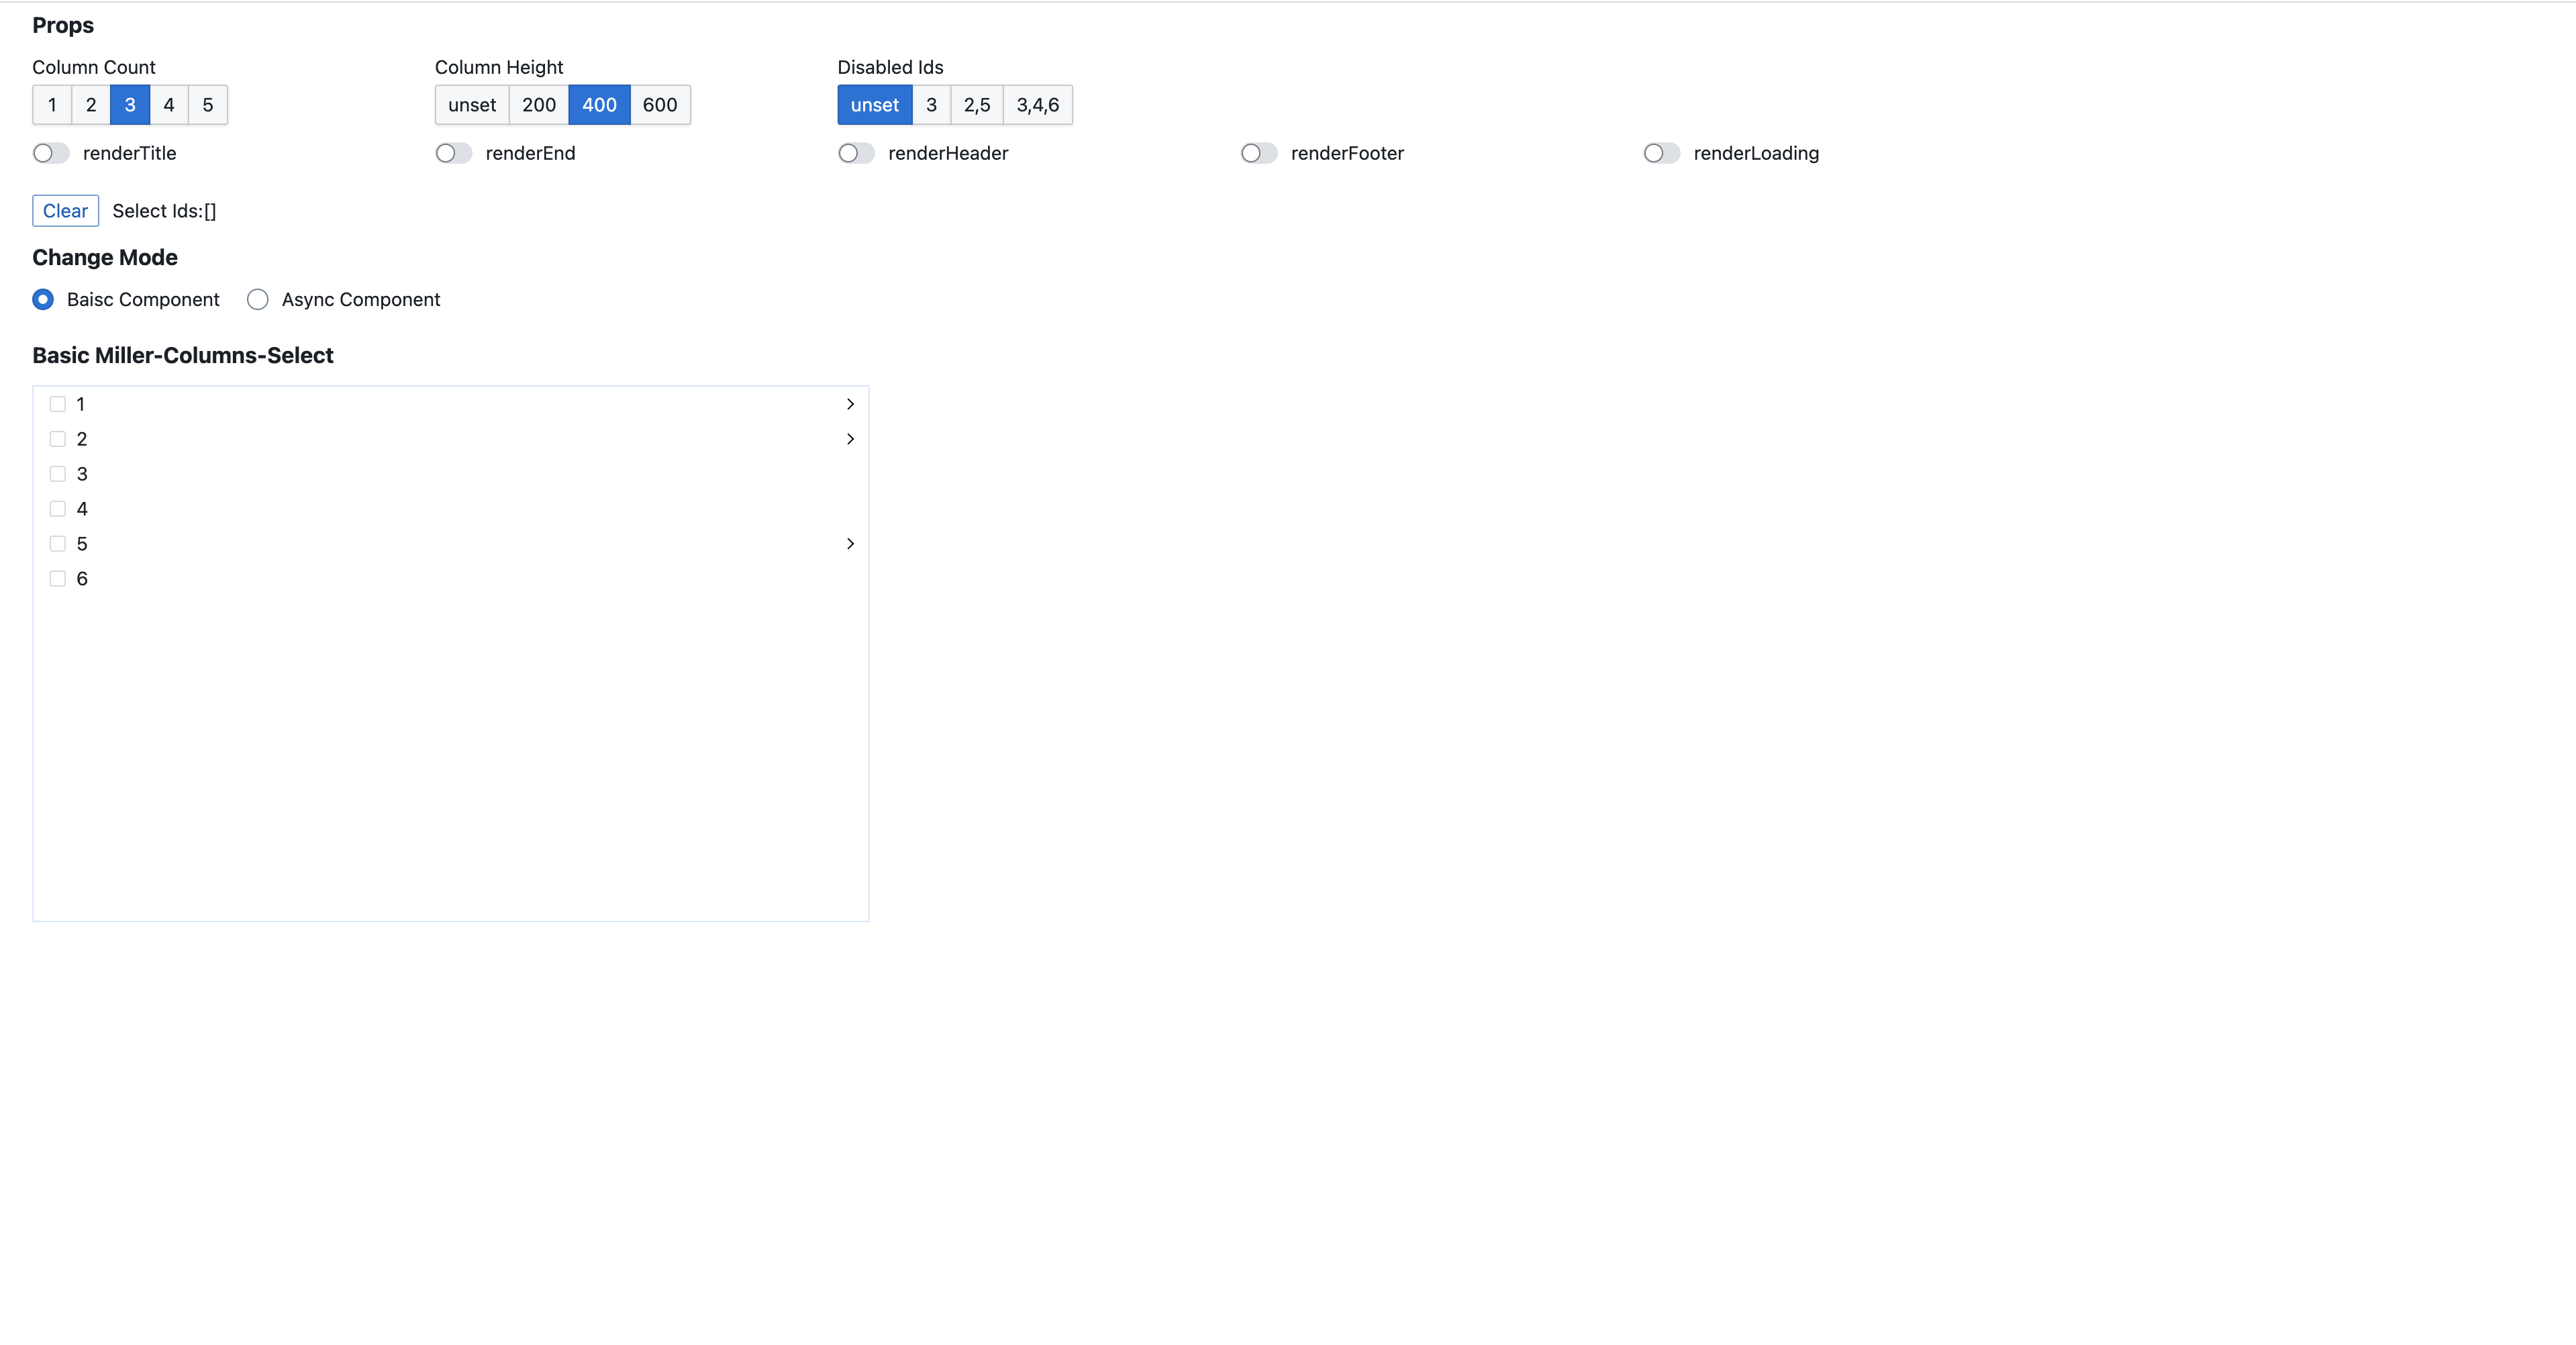 Props
Column Count Column Height Disabled Ids
1 2 3 4 5 unset 200 400 600 unset 3 2,5 3,4,6
renderTitle renderEnd renderHeader renderFooter renderLoading
Clear Select Ids:[]
Change Mode
Baisc Component Async Component
Basic Miller-Columns-Select
1
2
3
4
5
6